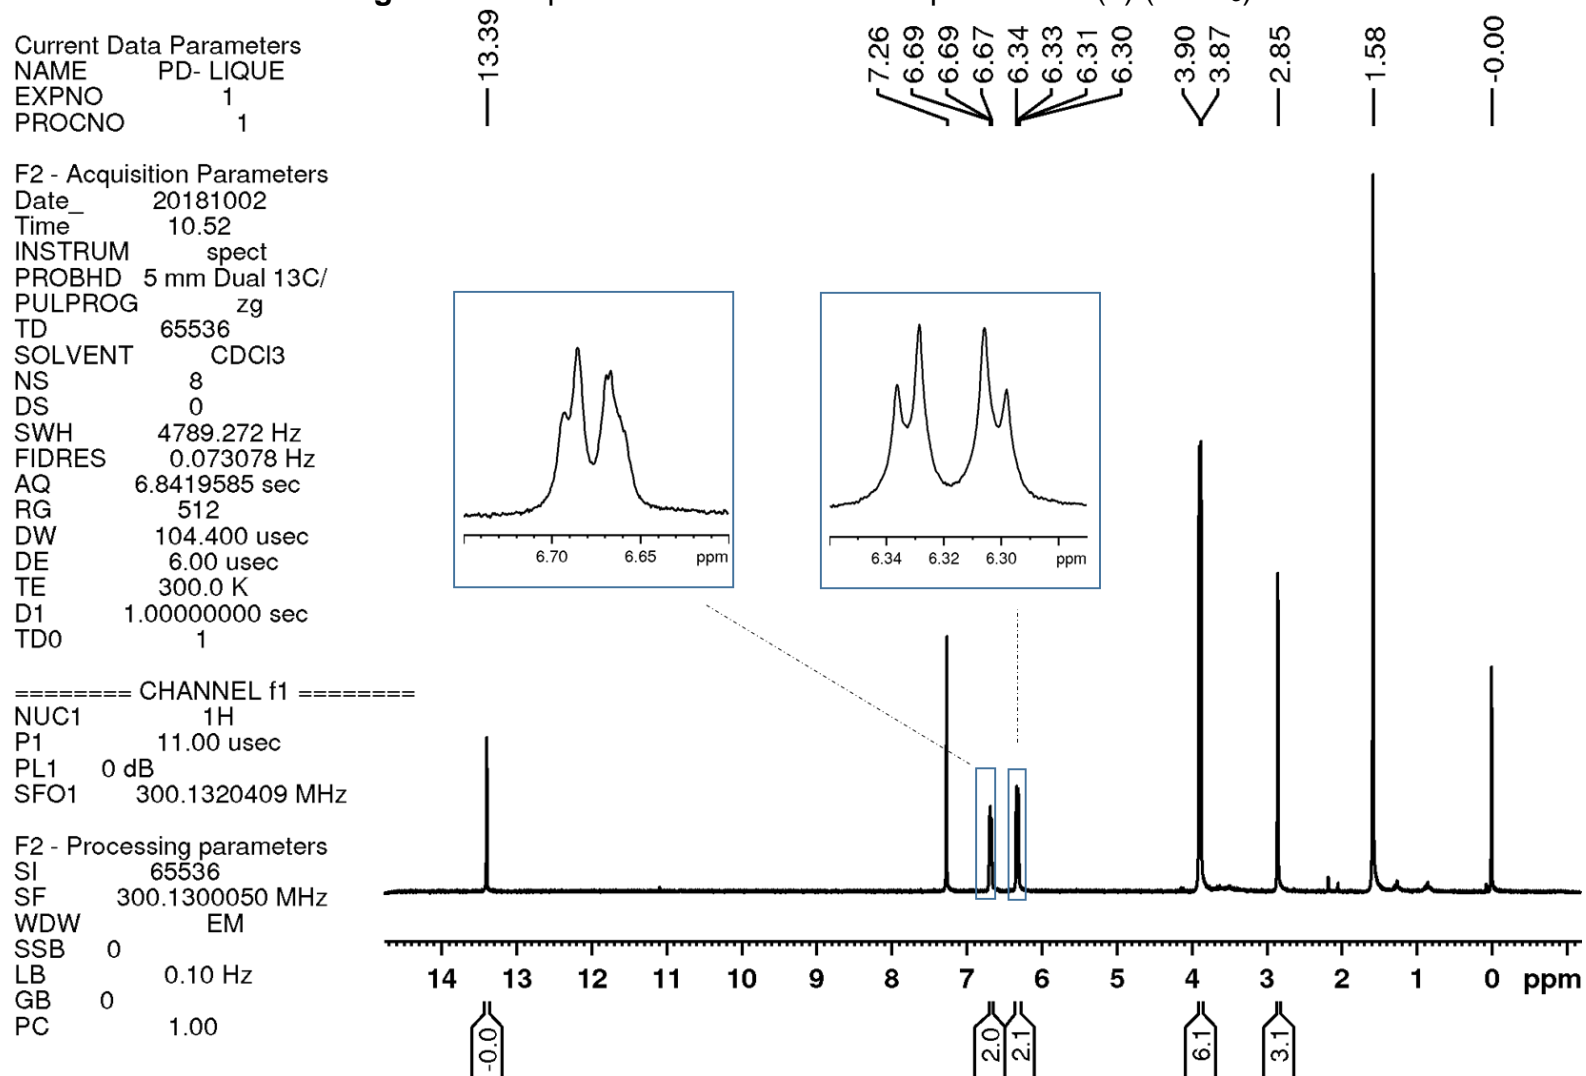 13.39
7.26
6.69
6.69
6.67
6.34
6.33
6.31
6.30
3.90
3.87
2.85
1.58
-0.00
Current Data Parameters
NAME PD- LIQUE
EXPNO 1
PROCNO 1
F2 - Acquisition Parameters
Date_ 20181002
Time 10.52
INSTRUM spect
PROBHD 5 mm Dual 13C/
PULPROG zg
TD 65536
SOLVENT CDCl3
NS 8
DS 0
SWH 4789.272 Hz
FIDRES 0.073078 Hz
AQ 6.8419585 sec
RG 512
DW 104.400 usec
DE 6.00 usec
TE 300.0 K
D1 1.00000000 sec
TD0 1
======== CHANNEL f1 ========
NUC1 1H
P1 11.00 usec
PL1 0 dB
SFO1 300.1320409 MHz
F2 - Processing parameters
SI 65536
SF 300.1300050 MHz
WDW EM
SSB 0
LB 0.10 Hz
GB 0
PC 1.00
6.70 6.65 ppm
6.34 6.32 6.30 ppm
14 13 12 11 10 9 8 7 6 5 4 3 2 1 0 ppm
-0.0
2.0
2.1
6.1
3.1